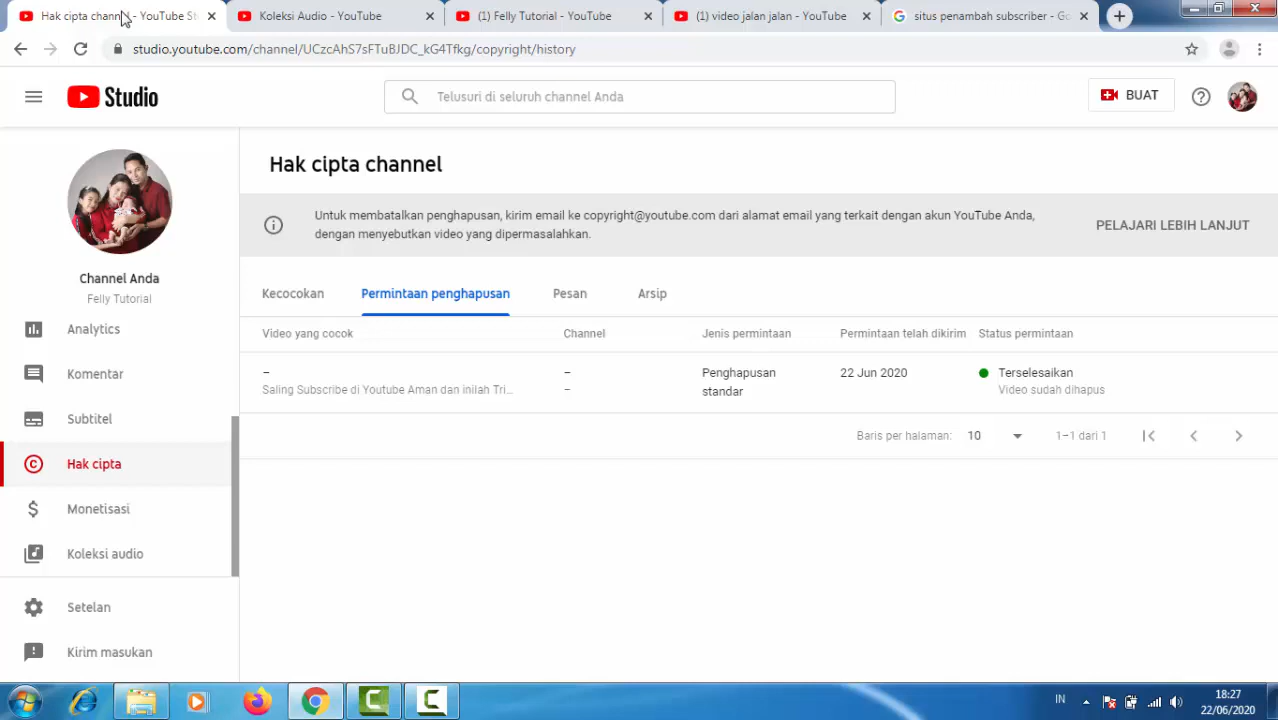 Hak cipta channel - YouTube St
Koleksi Audio - YouTube
(1) Felly Tutorial - YouTube
(1) video jalan jalan - YouTube
situs penambah subscriber - Go
studio.youtube.com/channel/UCzcAhS7sFTuBJDC_kG4Tfkg/copyright/history
Studio
Telusuri di seluruh channel Anda
BUAT
Channel Anda
Felly Tutorial
Analytics
Komentar
Subtitel
Hak cipta
Monetisasi
Koleksi audio
Setelan
Kirim masukan
Hak cipta channel
Untuk membatalkan penghapusan, kirim email ke copyright@youtube.com dari alamat email yang terkait dengan akun YouTube Anda,
dengan menyebutkan video yang dipermasalahkan.
PELAJARI LEBIH LANJUT
Kecocokan Permintaan penghapusan Pesan Arsip
Video yang cocok Channel Jenis permintaan Permintaan telah dikirim Status permintaan
– – Penghapusan 22 Jun 2020 Terselesaikan
Saling Subscribe di Youtube Aman dan inilah Tri... – standar Video sudah dihapus
Baris per halaman: 10 1–1 dari 1
IN
18:27
22/06/2020